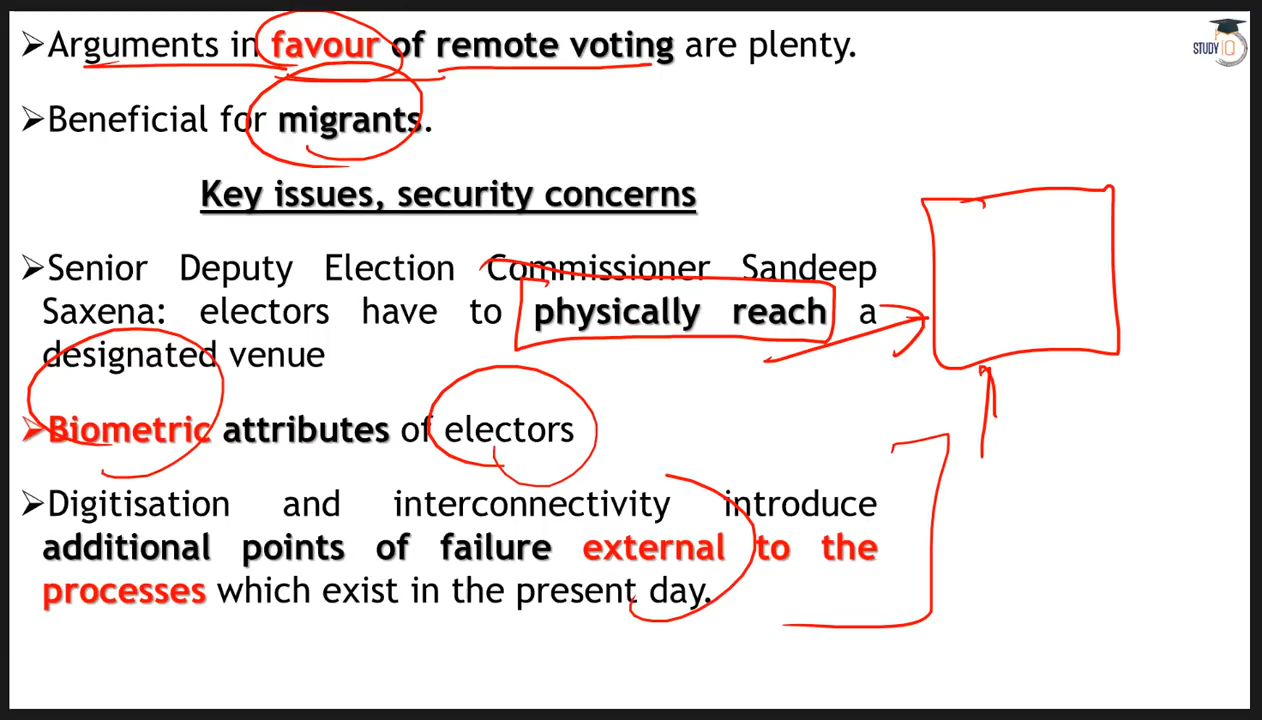 ➢Arguments in favour of remote voting are plenty.
➢Beneficial for migrants.
Key issues, security concerns
➢Senior Deputy Election Commissioner Sandeep
Saxena: electors have to physically reach a
designated venue
➢Biometric attributes of electors
➢Digitisation and interconnectivity introduce
additional points of failure external to the
processes which exist in the present day.
STUDY IQ